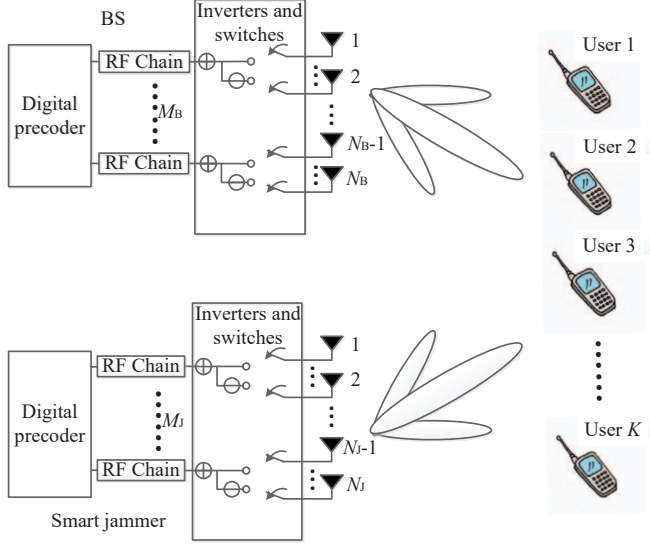 BS
Inverters and
switches
RF Chain
Digital
precoder
MB
RF Chain
1
2
NB-1
NB
User 1
User 2
User 3
User K
Inverters and
switches
RF Chain
Digital
precoder
MJ
RF Chain
1
2
NJ-1
NJ
Smart jammer